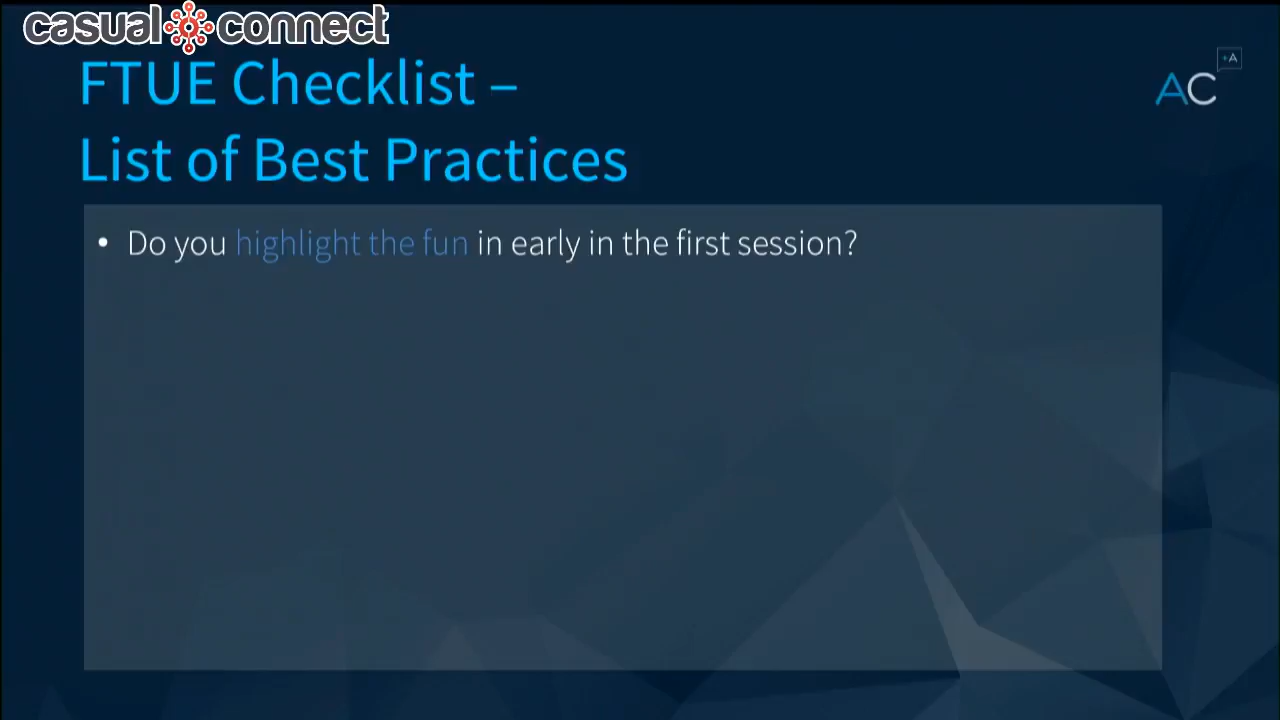 casual connect
FTUE Checklist –
List of Best Practices
AC +A
• Do you highlight the fun in early in the first session?